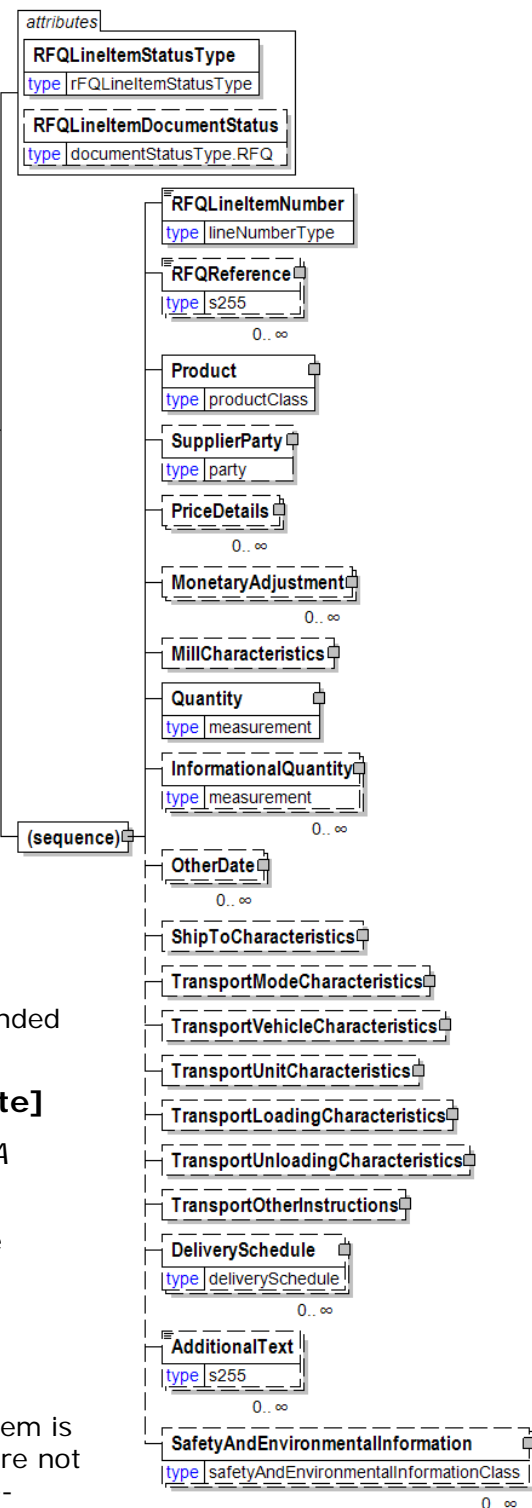 attributes
RFQLineItemStatusType
type rFQLineItemStatusType
RFQLineItemDocumentStatus
type documentStatusType.RFQ
RFQLineItemNumber
type lineNumberType
RFQReference
type s255
0.. ∞
Product
type productClass
SupplierParty
type party
PriceDetails
0.. ∞
MonetaryAdjustment
0.. ∞
MillCharacteristics
Quantity
type measurement
InformationalQuantity
type measurement
0.. ∞
(sequence)
OtherDate
0.. ∞
ShipToCharacteristics
TransportModeCharacteristics
nded
TransportVehicleCharacteristics
TransportUnitCharacteristics
te]
TransportLoadingCharacteristics
A
TransportUnloadingCharacteristics
TransportOtherInstructions
e
DeliverySchedule
type deliverySchedule
0.. ∞
AdditionalText
type s255
0.. ∞
em is
SafetyAndEnvironmentalInformation
re not
type safetyAndEnvironmentalInformationClass
-
0.. ∞